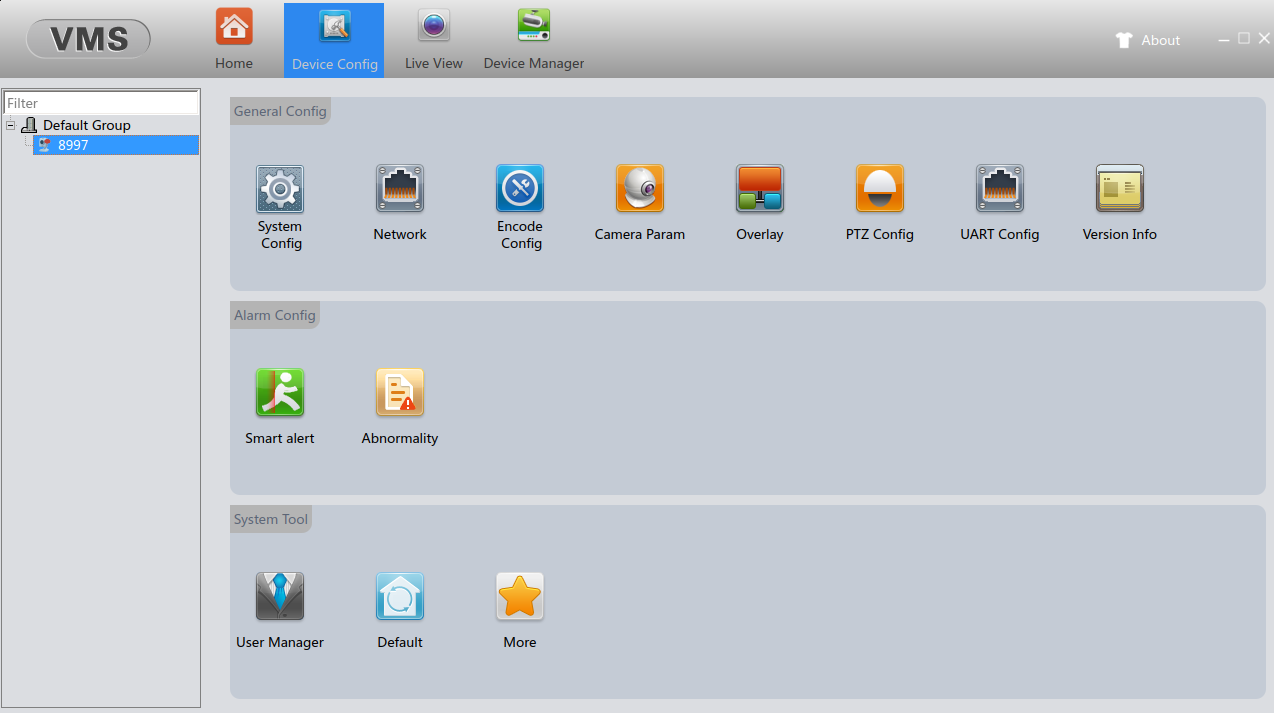 VMS
Home
Device Config
Live View
Device Manager
About
Filter
Default Group
8997
General Config
System
Config
Network
Encode
Config
Camera Param
Overlay
PTZ Config
UART Config
Version Info
Alarm Config
Smart alert
Abnormality
System Tool
User Manager
Default
More